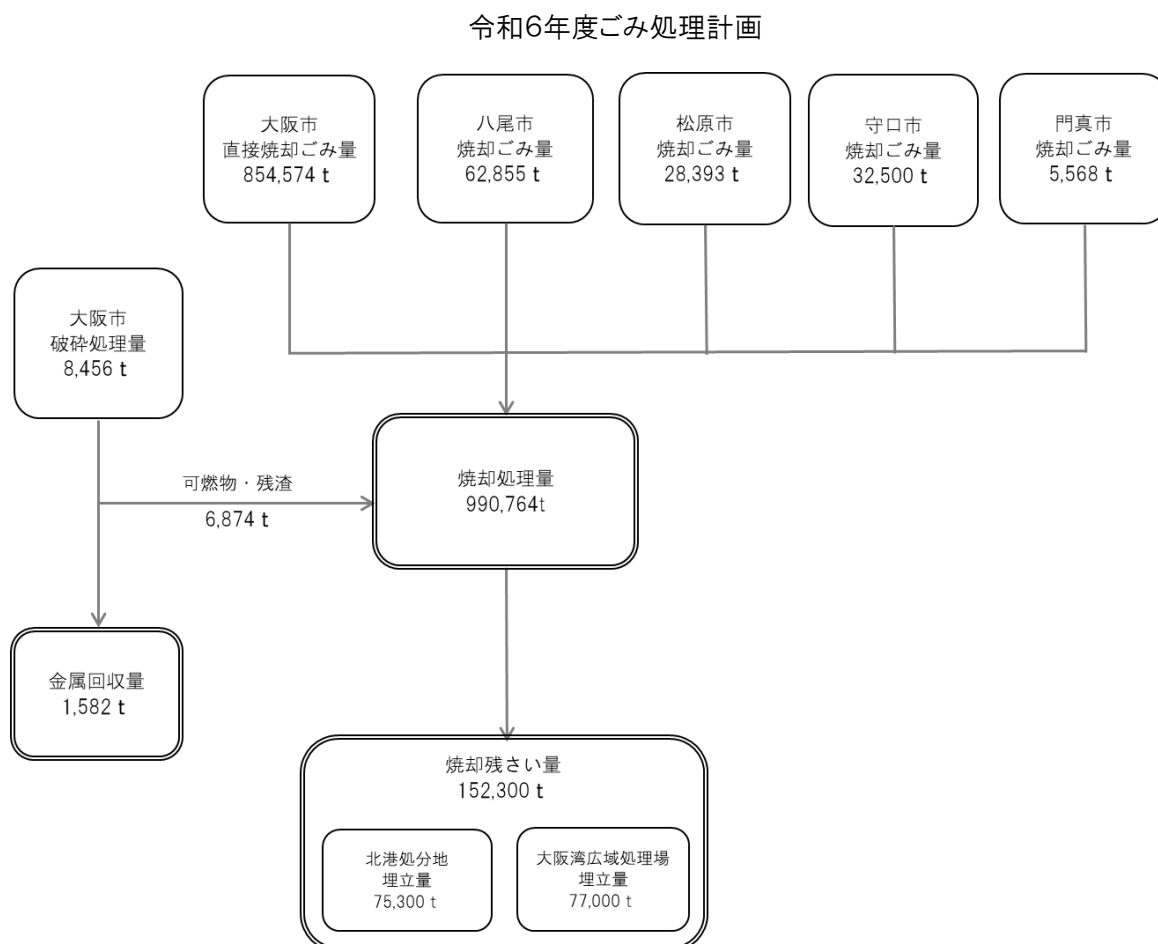 令和6年度ごみ処理計画
大阪市
直接焼却ごみ量
854,574 t
八尾市
焼却ごみ量
62,855 t
松原市
焼却ごみ量
28,393 t
守口市
焼却ごみ量
32,500 t
門真市
焼却ごみ量
5,568 t
大阪市
破砕処理量
8,456 t
可燃物・残渣
6,874 t
焼却処理量
990,764t
金属回収量
1,582 t
焼却残さい量
152,300 t
北港処分地
埋立量
75,300 t
大阪湾広域処理場
埋立量
77,000 t